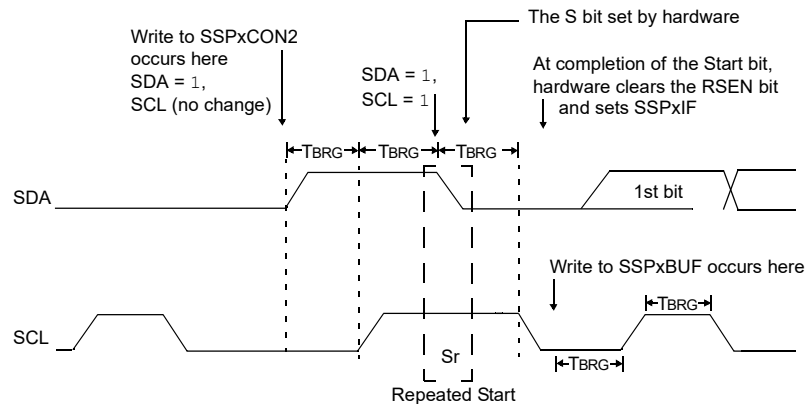 The S bit set by hardware
Write to SSPxCON2
occurs here
SDA = 1,
SCL (no change)
SDA = 1,
SCL = 1
At completion of the Start bit,
hardware clears the RSEN bit
and sets SSPxIF
TBRG TBRG TBRG
SDA
1st bit
Write to SSPxBUF occurs here
TBRG
SCL
Sr
TBRG
Repeated Start